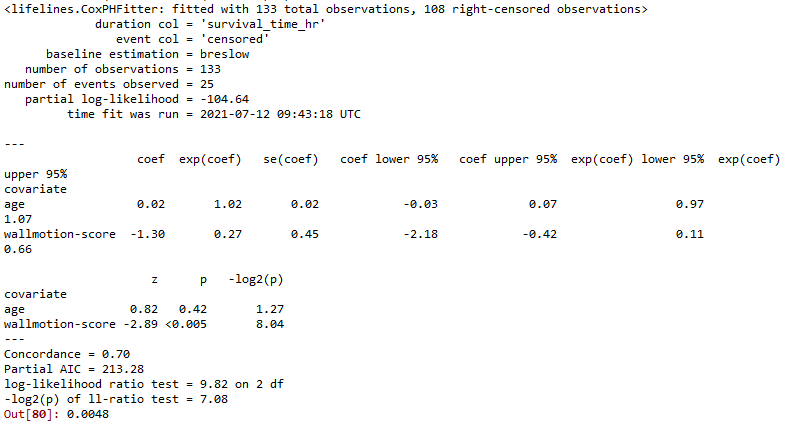 <lifelines.CoxPHFitter: fitted with 133 total observations, 108 right-censored observations>
duration col = 'survival_time_hr'
event col = 'censored'
baseline estimation = breslow
number of observations = 133
number of events observed = 25
partial log-likelihood = -104.64
time fit was run = 2021-07-12 09:43:18 UTC
---
coef exp(coef) se(coef) coef lower 95% coef upper 95% exp(coef) lower 95% exp(coef)
upper 95%
covariate
age 0.02 1.02 0.02 -0.03 0.07 0.97
1.07
wallmotion-score -1.30 0.27 0.45 -2.18 -0.42 0.11
0.66
z p -log2(p)
covariate
age 0.82 0.42 1.27
wallmotion-score -2.89 <0.005 8.04
---
Concordance = 0.70
Partial AIC = 213.28
log-likelihood ratio test = 9.82 on 2 df
-log2(p) of ll-ratio test = 7.08
Out[80]: 0.0048